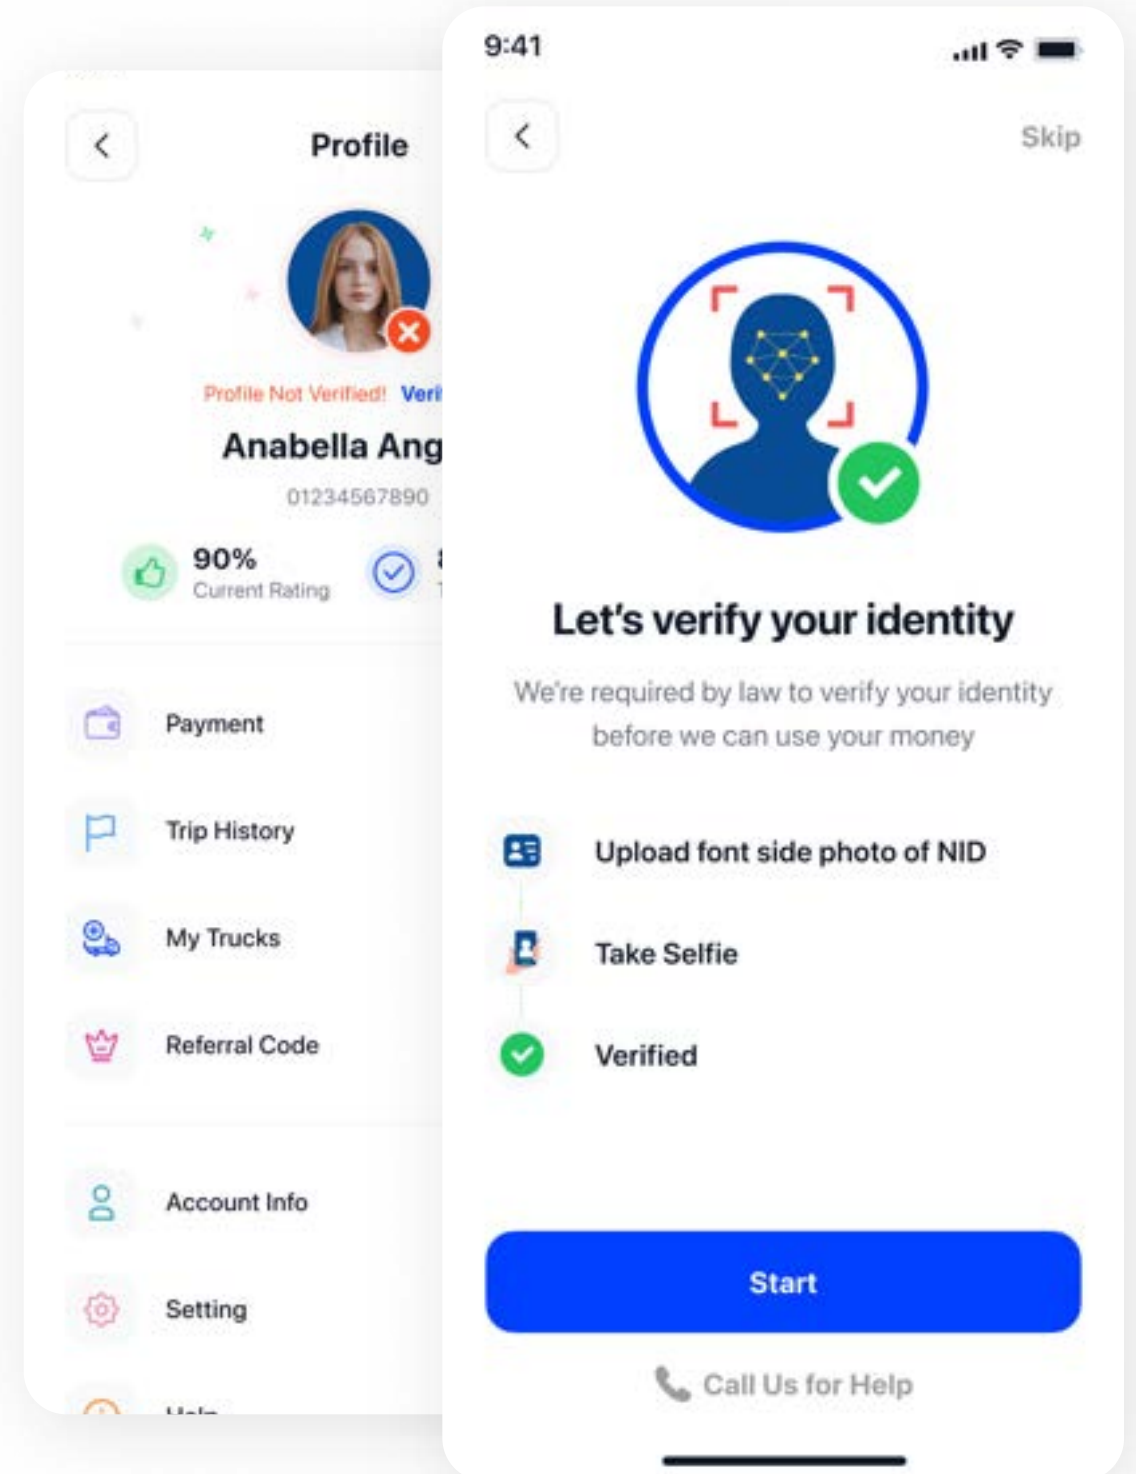 Profile
Profile Not Verified!
Anabella
01234567890
90%
Current Rating
Payment
Trip History
My Trucks
Referral Code
Account Info
Setting
9:41
Skip
Let's verify your identity
We're required by law to verify your identity
before we can use your money
Upload font side photo of NID
Take Selfie
Verified
Start
Call Us for Help